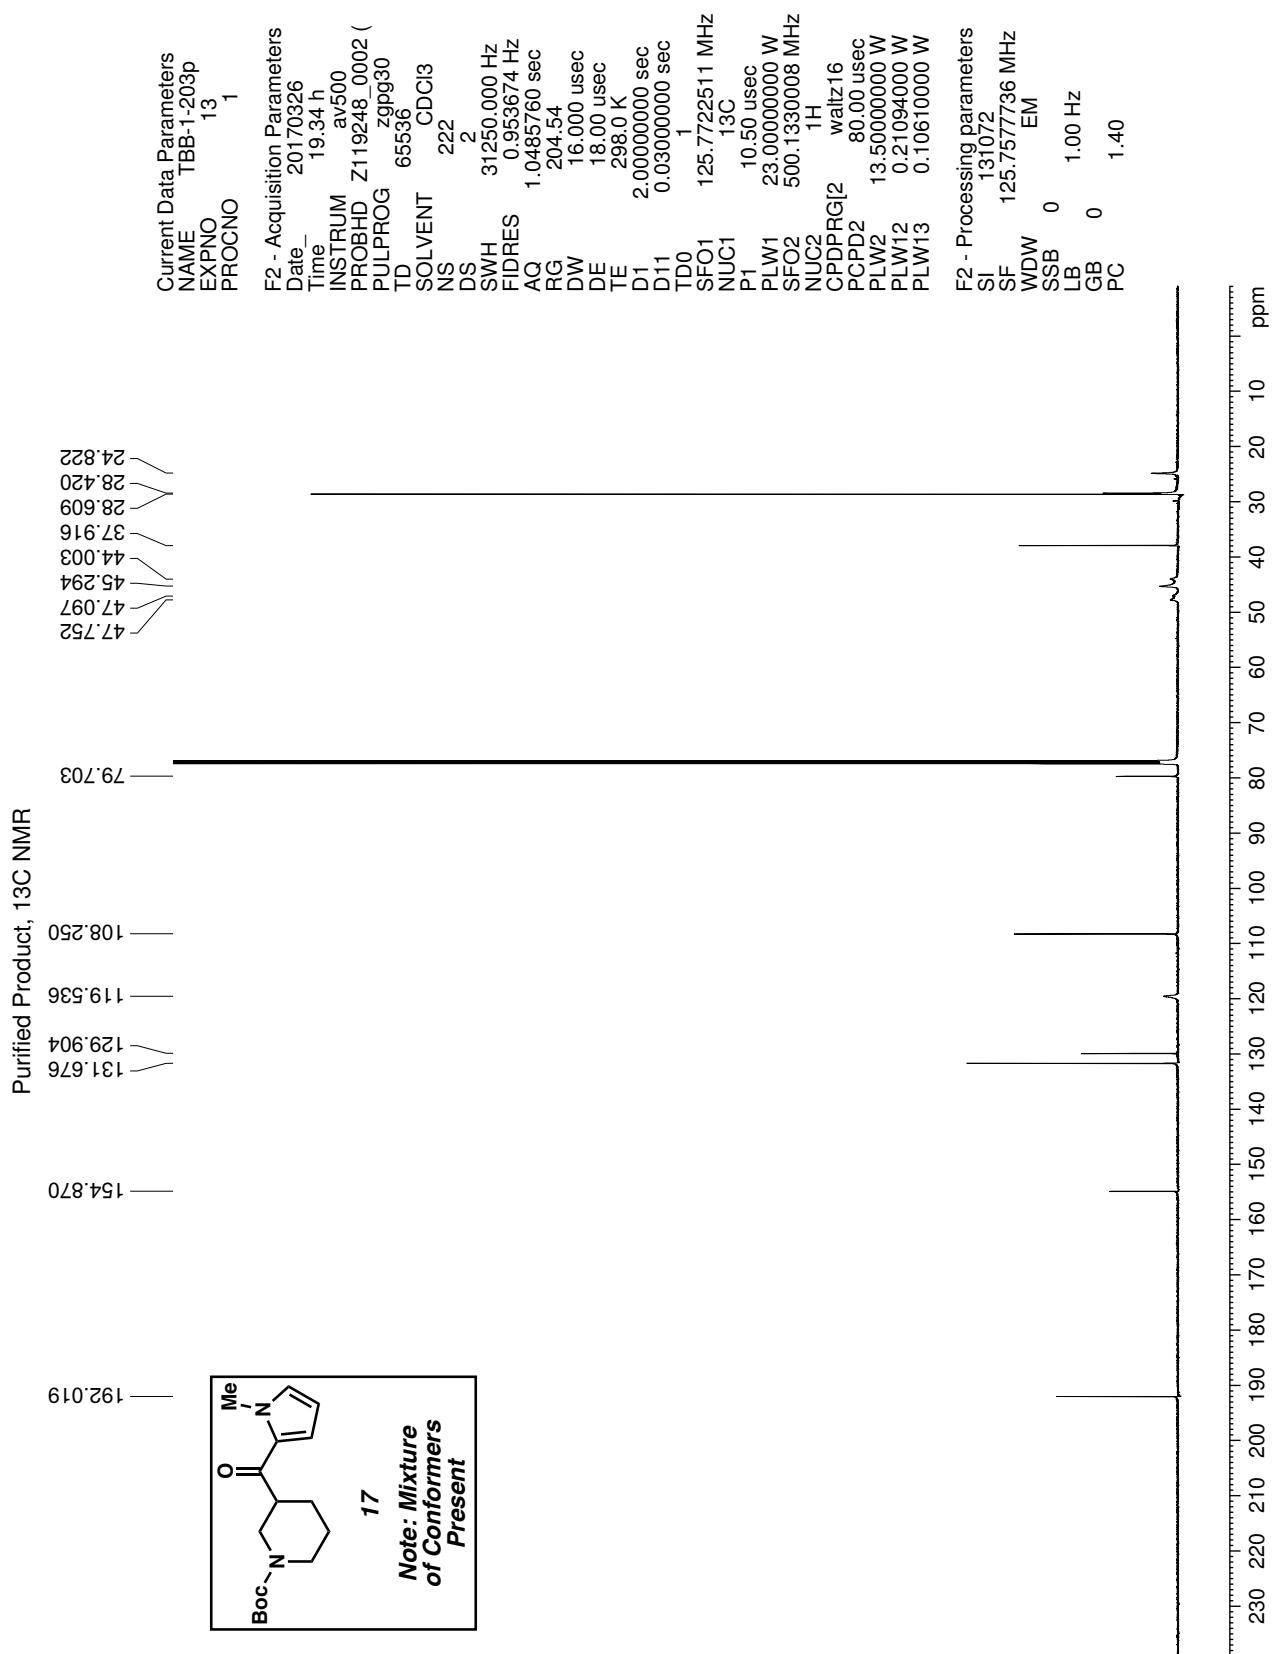 Purified Product, 13C NMR
192.019
154.870
131.676
129.904
119.536
108.250
79.703
47.752
47.097
45.294
44.003
37.916
28.609
28.420
24.822
Current Data Parameters
NAME TBB-1-203p
EXPNO 13
PROCNO 1
F2 - Acquisition Parameters
Date_ 20170326
Time 19.34 h
INSTRUM av500
PROBHD Z119248_0002 (
PULPROG zgpg30
TD 65536
SOLVENT CDCl3
NS 222
DS 2
SWH 31250.000 Hz
FIDRES 0.953674 Hz
AQ 1.0485760 sec
RG 204.54
DW 16.000 usec
DE 18.00 usec
TE 298.0 K
D1 2.00000000 sec
D11 0.03000000 sec
TD0 1
SFO1 125.7722511 MHz
NUC1 13C
P1 10.50 usec
PLW1 23.00000000 W
SFO2 500.1330008 MHz
NUC2 1H
CPDPRG[2 waltz16
PCPD2 80.00 usec
PLW2 13.50000000 W
PLW12 0.21094000 W
PLW13 0.10610000 W
F2 - Processing parameters
SI 131072
SF 125.7577736 MHz
WDW EM
SSB 0
LB 1.00 Hz
GB 0
PC 1.40
O
Me
N
N
Boc
17
Note: Mixture
of Conformers
Present
230 220 210 200 190 180 170 160 150 140 130 120 110 100 90 80 70 60 50 40 30 20 10 ppm